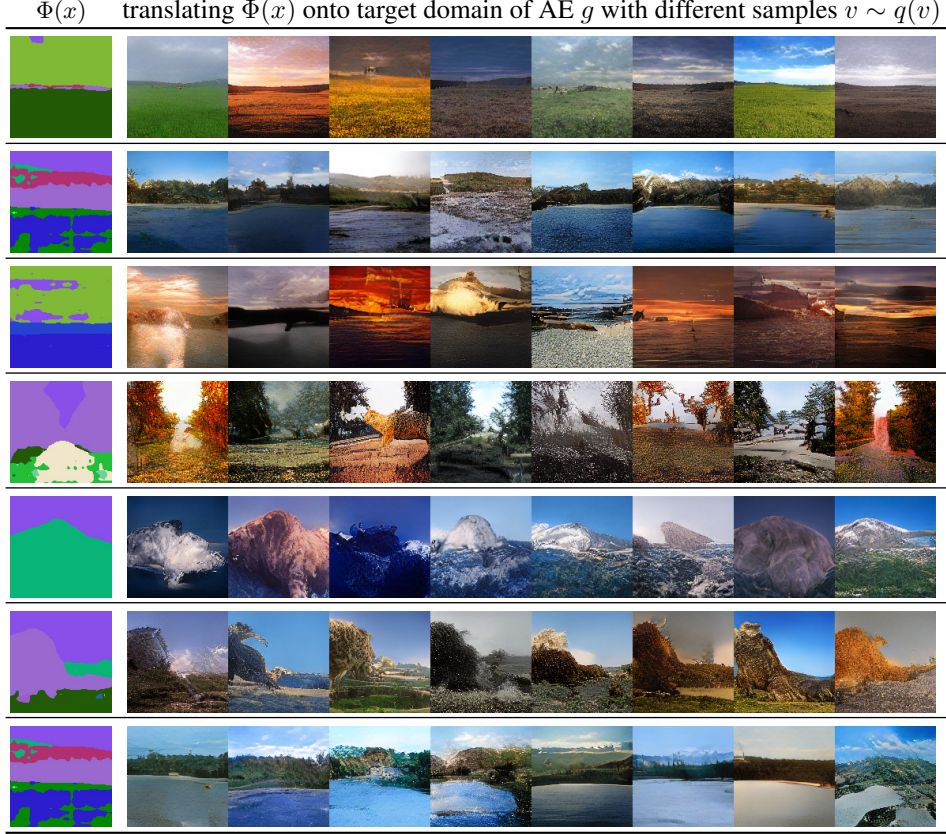 Φ(x) translating Φ(x) onto target domain of AE g with different samples v ∼ q(v)